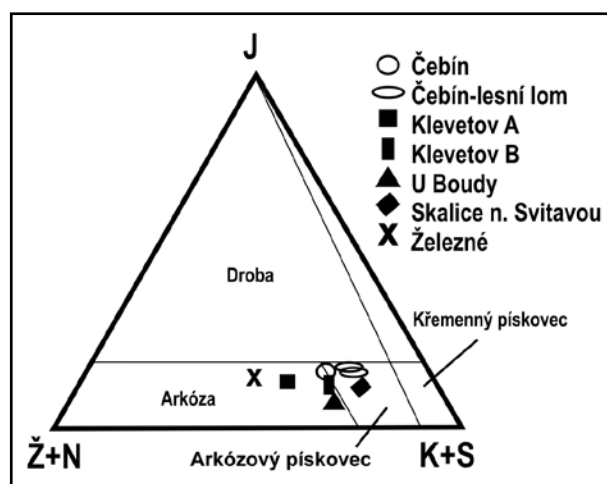 J
Čebín
Čebín-lesní lom
Klevetov A
Klevetov B
U Boudy
Skalice n. Svitavou
X Železné
Droba
Křemenný pískovec
X
Arkóza
Ž+N
Arkózový pískovec
K+S